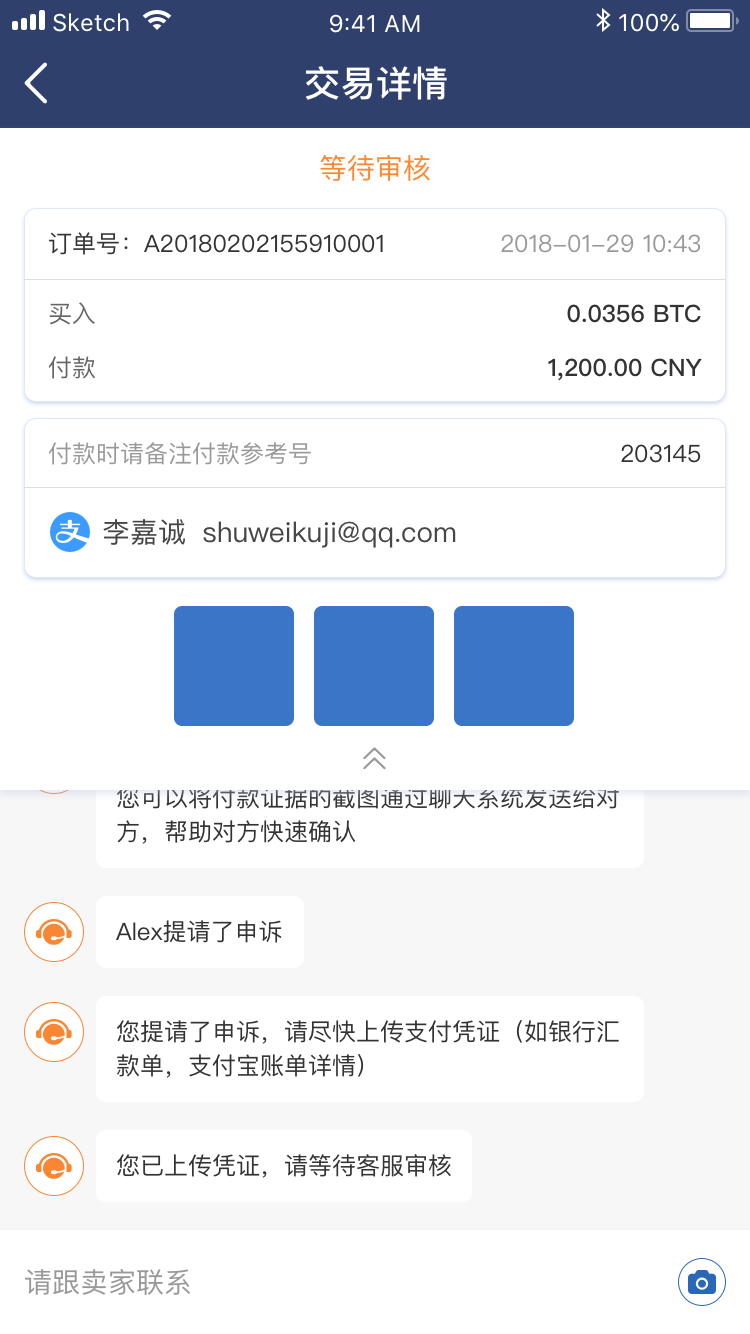 Sketch 9:41 AM 100%
交易详情
等待审核
订单号：A20180202155910001 2018-01-29 10:43
买入 0.0356 BTC
付款 1,200.00 CNY
付款时请备注付款参考号 203145
支 李嘉诚 shuweikuji@qq.com
您可以将付款证据的截图通过聊天系统发送给对
方，帮助对方快速确认
Alex提请了申诉
您提请了申诉，请尽快上传支付凭证（如银行汇
款单，支付宝账单详情）
您已上传凭证，请等待客服审核
请跟卖家联系